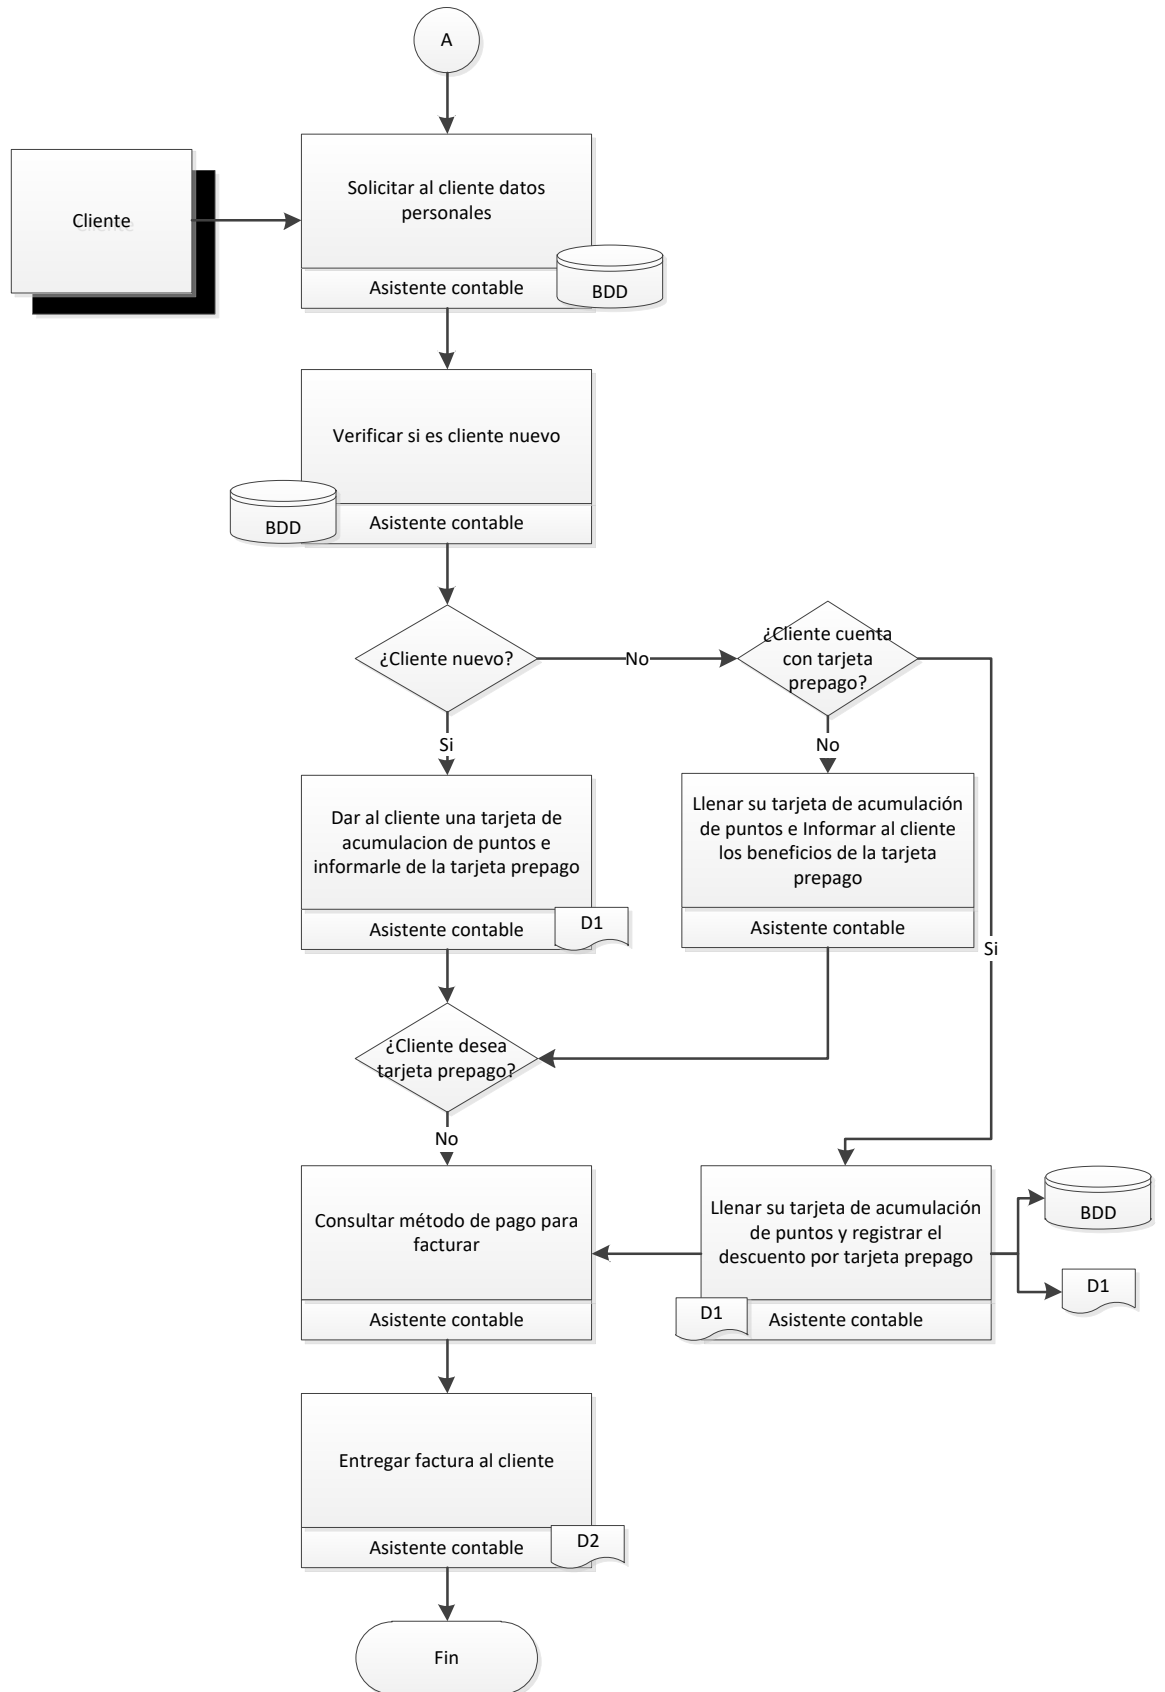 A
Cliente
Solicitar al cliente datos
personales
Asistente contable
BDD
Verificar si es cliente nuevo
BDD
Asistente contable
¿Cliente nuevo?
No
¿Cliente cuenta
con tarjeta
prepago?
Si
No
Dar al cliente una tarjeta de
acumulacion de puntos e
informarle de la tarjeta prepago
Asistente contable
D1
Llenar su tarjeta de acumulación
de puntos e Informar al cliente
los beneficios de la tarjeta
prepago
Asistente contable
Si
¿Cliente desea
tarjeta prepago?
No
Consultar método de pago para
facturar
Asistente contable
Llenar su tarjeta de acumulación
de puntos y registrar el
descuento por tarjeta prepago
D1
Asistente contable
BDD
D1
Entregar factura al cliente
Asistente contable
D2
Fin